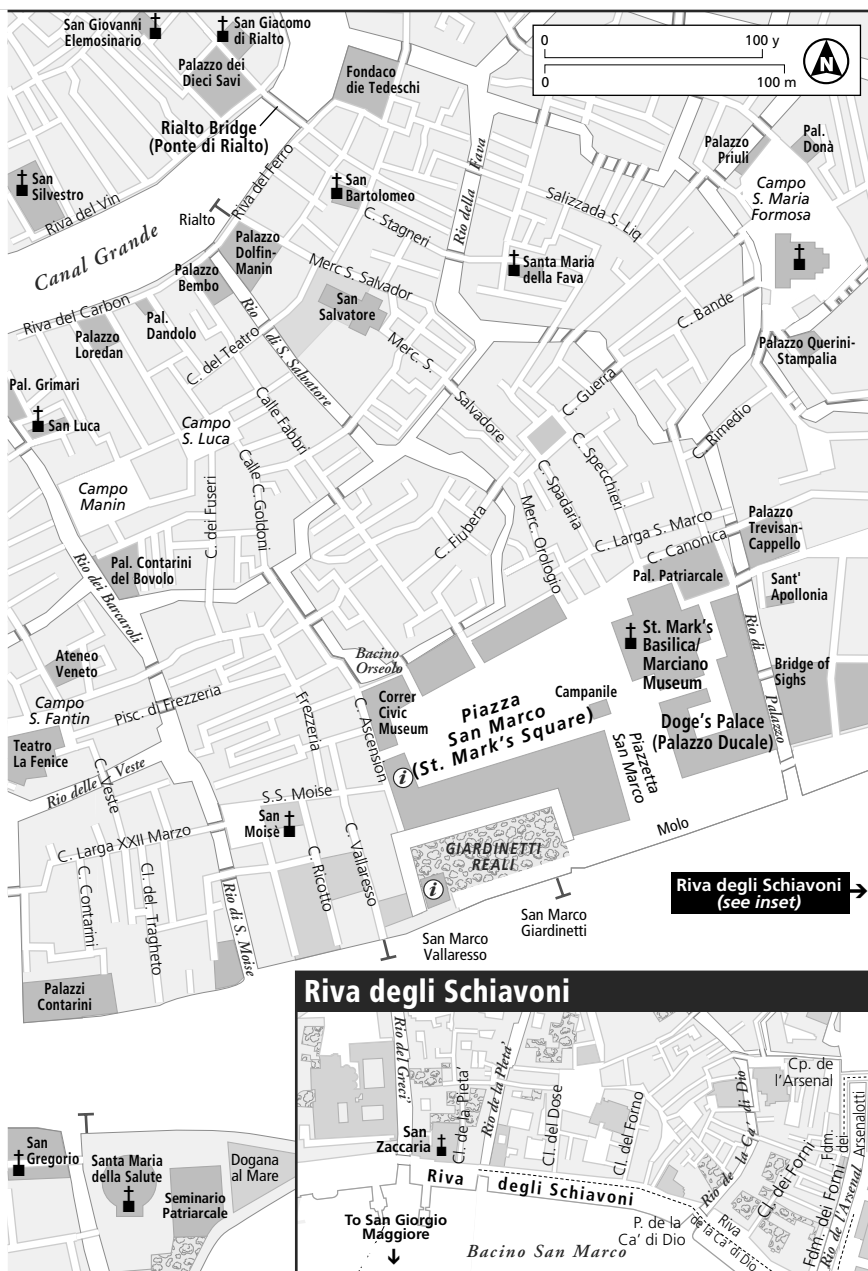 San Giovanni
Elemosinario
San Giacomo
di Rialto
0
100 y
0
100 m
N
Palazzo dei
Dieci Savi
Fondaco
die Tedeschi
Rialto Bridge
(Ponte di Rialto)
Palazzo
Priuli
Pal.
Donà
San
Silvestro
Riva del Vin
Rialto
Riva del Ferro
San
Bartolomeo
C. Stagneri
Rio della Fava
Salizzada S. Liq
Campo
S. Maria
Formosa
Canal Grande
Palazzo
Dolfin-
Manin
Merc S. Salvador
Santa Maria
della Fava
Palazzo
Bembo
San
Salvatore
C. Bande
Riva del Carbon
Pal.
Dandolo
Palazzo
Loredan
C. del Teatro
Rio di S. Salvatore
Merc. S.
Salvadore
Palazzo Querini-
Stampalia
Pal. Grimari
San Luca
Campo
S. Luca
Calle Fabbri
C. Guerra
C. Rimedio
Campo
Manin
C. dei Fuseri
Calle C. Goldoni
C. Fiubera
Merc. Orologio
C. Spadaria
C. Specchieri
C. Larga S. Marco
C. Canonica
Palazzo
Trevisan-
Cappello
Rio dei Barcaroli
Pal. Contarini
del Bovolo
Pal. Patriarcale
Sant'
Apollonia
Ateneo
Veneto
Bacino
Orseolo
St. Mark's
Basilica/
Marciano
Museum
Rio di Palazzo
Bridge of
Sighs
Campo
S. Fantin
Pisc. di Frezzeria
Frezzeria
C. Ascension
Correr
Civic
Museum
Piazza
San Marco
(St. Mark's Square)
Campanile
Piazzetta
San Marco
Doge's Palace
(Palazzo Ducale)
Teatro
La Fenice
C. Veste
Rio delle Veste
i
S.S. Moise
San
Moisè
C. Larga XXII Marzo
C. Contarini
Cl. del. Tragheto
Rio di S. Moise
C. Ricotto
C. Vallaresso
GIARDINETTI
REALI
i
Molo
San Marco
Vallaresso
San Marco
Giardinetti
Riva degli Schiavoni
(see inset)
Palazzi
Contarini
Riva degli Schiavoni
Rio del Greci'
Cl. de la Pieta'
Rio de la Pleta'
Cl. del Dose
Cl. del Forno
Rio de la Ca' di Dio
Cp. de
l'Arsenal
Cl. dei Forni
Fdm. dei Forni
Fdm. dei
Arsenalotti
Rio de l'Arsenal
San
Zaccaria
Riva degli Schiavoni
P. de la
Ca' di Dio
Riva
de la Ca' di Dio
To San Giorgio
Maggiore
Bacino San Marco
San
Gregorio
Santa Maria
della Salute
Dogana
al Mare
Seminario
Patriarcale